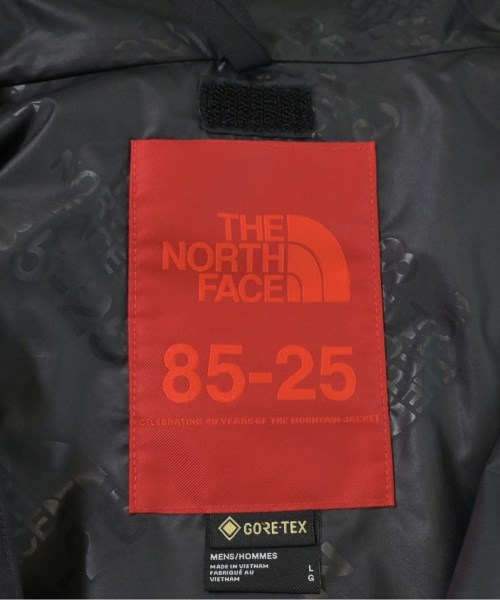 THE
NORTH
FACE
85-25
CELEBRATING 40 YEARS OF THE MOUNTAIN JACKET
GORE-TEX
MENS/HOMMES
MADE IN VIETNAM L
FABRIQUÉ AU G
VIETNAM